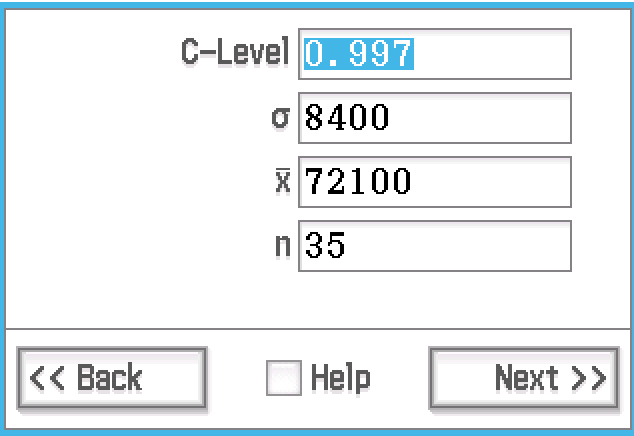 C-Level 0.997
σ 8400
x̄ 72100
n 35
<< Back Help Next >>